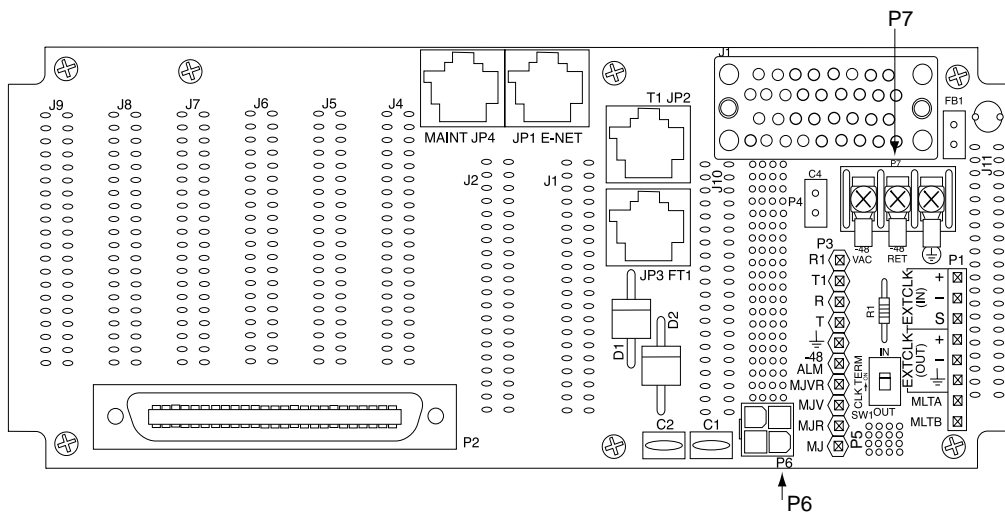 P7
J1
J9 J8 J7 J6 J5 J4
MAINT JP4 JP1 E-NET
T1 JP2
FB1
J11
J2
J1
J10
P7
C4
P4
-48 VAC
-48 RET
JP3 FT1
P3
R1
T1
R
T
-48
ALM
MJVR
MJV
MJR
MJ
R1
P1
+
–
S
EXTCLK (IN)
+
–
EXTCLK (OUT)
MLTA
MLTB
IN
CLK TERM
ON
SW1 OUT
D1
D2
P2
C2 C1
P5
P6
P6